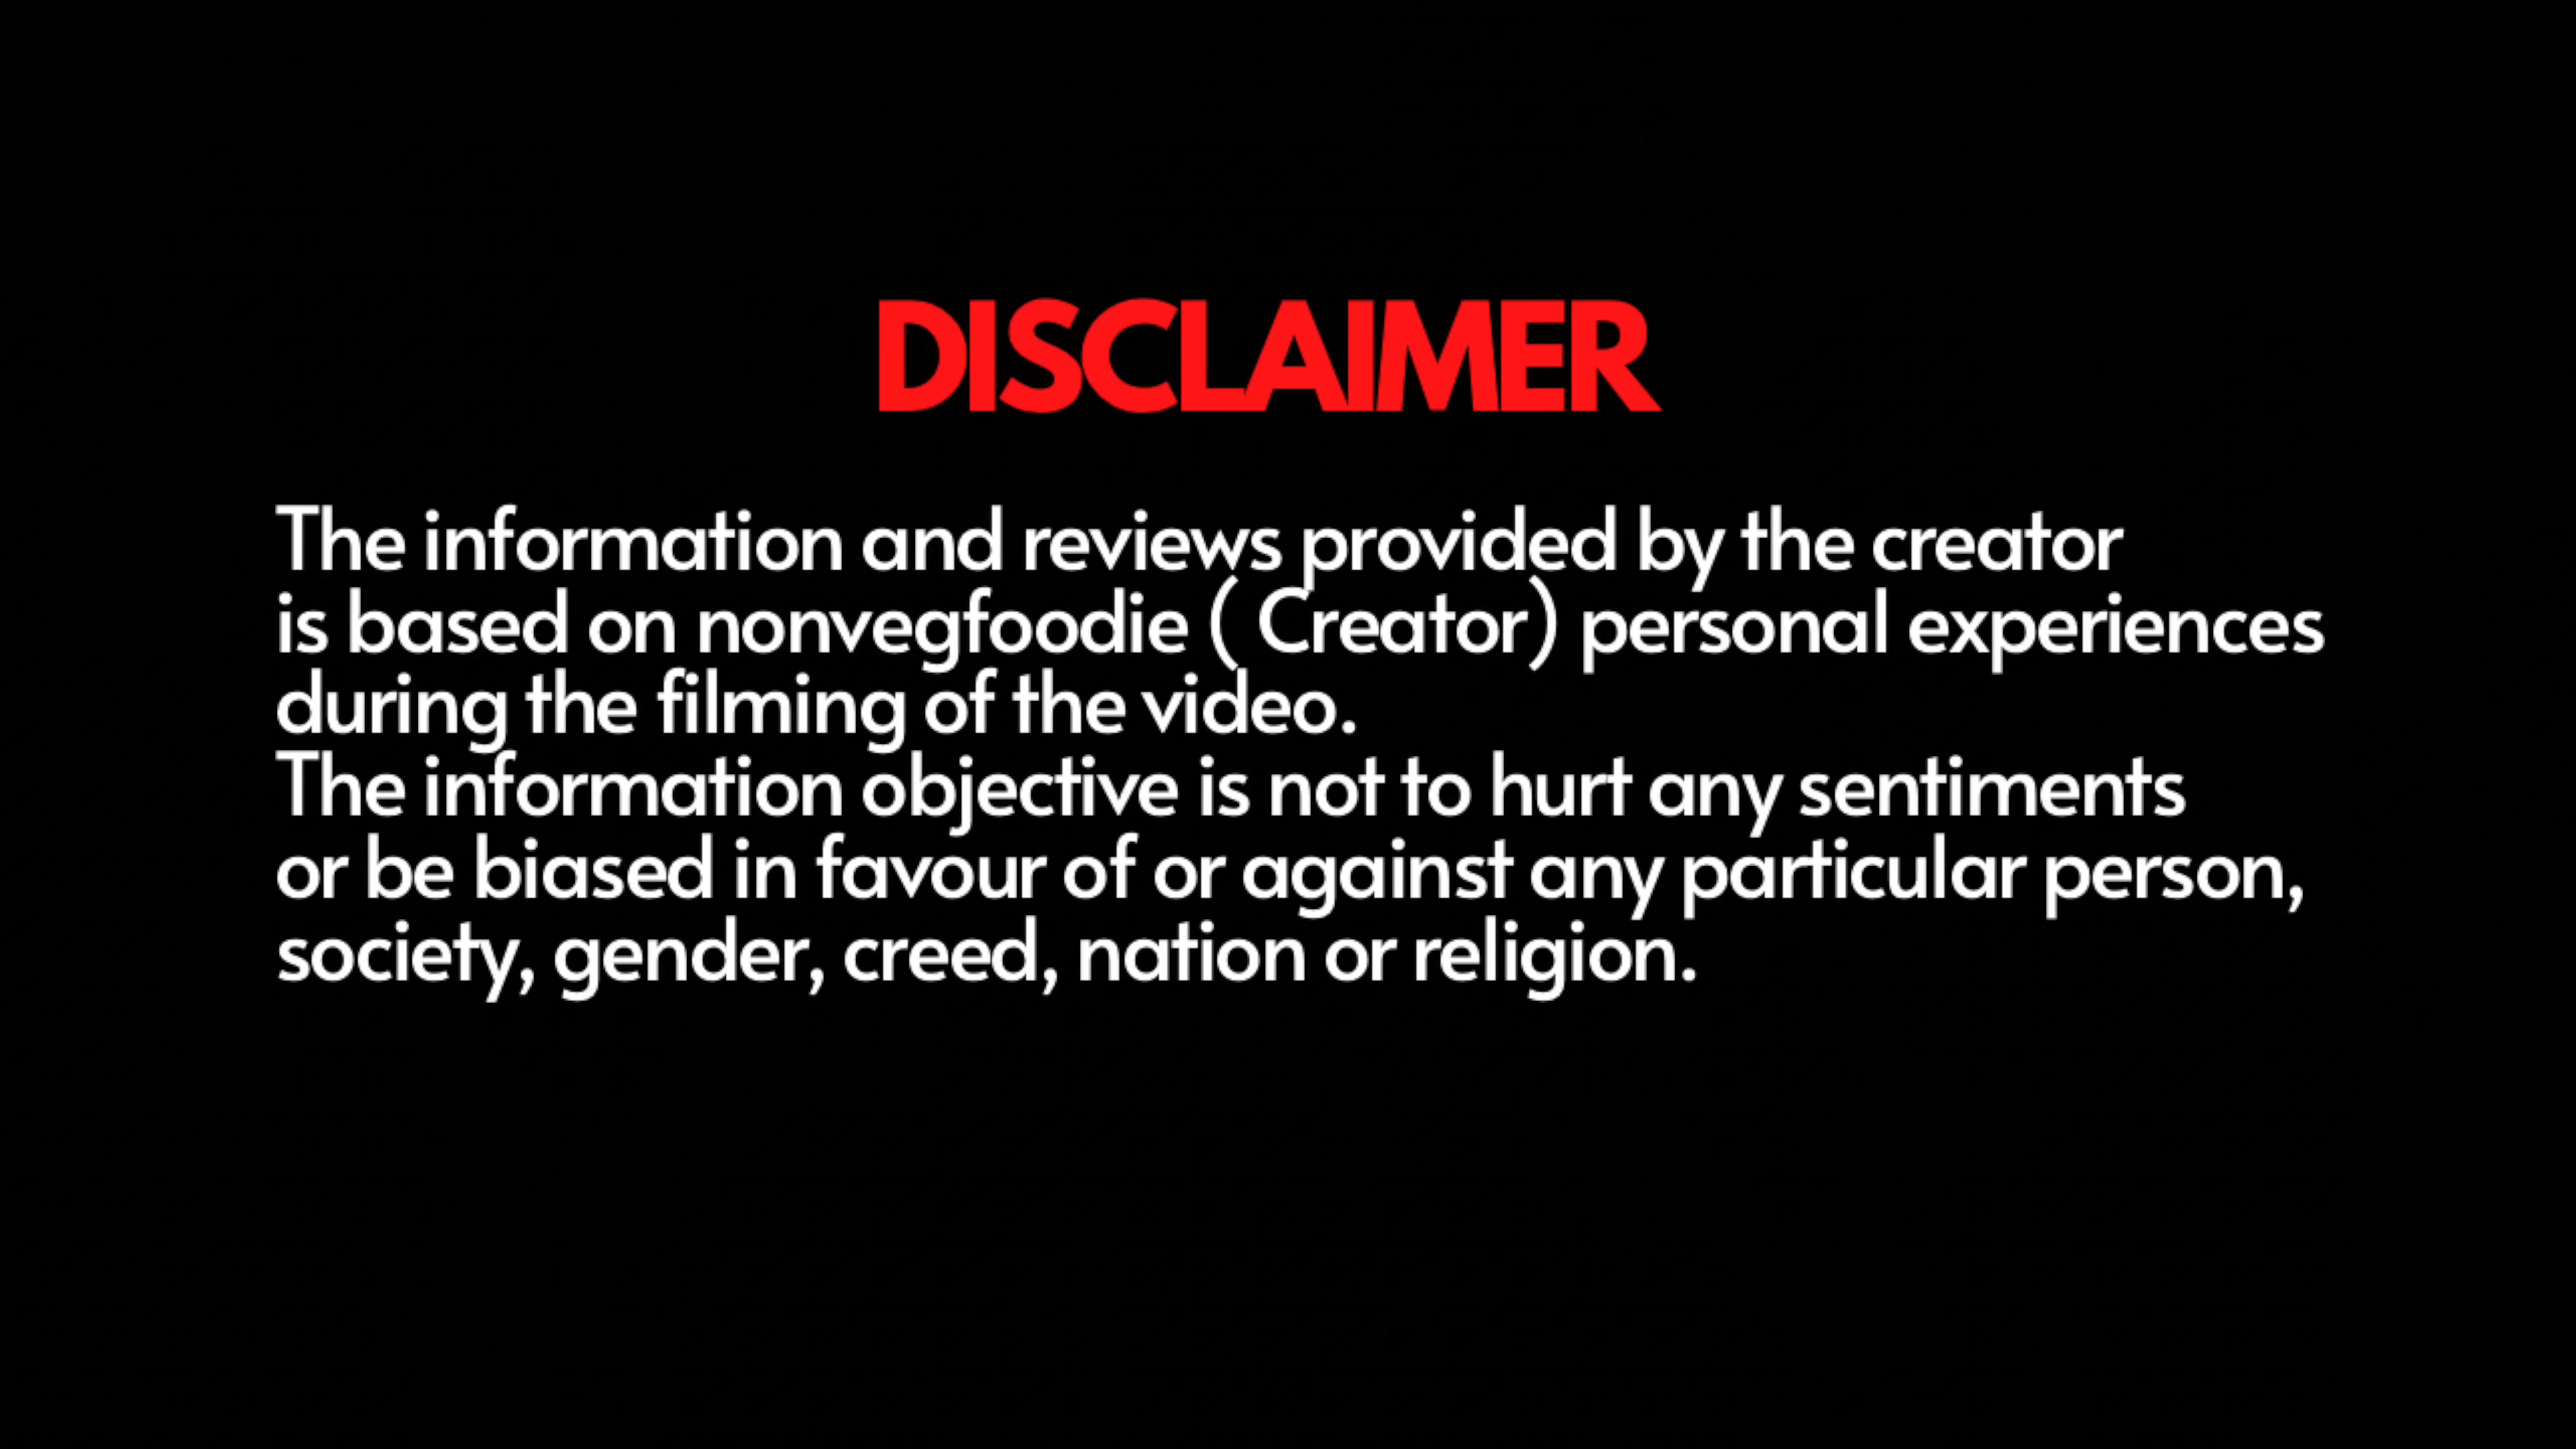 DISCLAIMER
The information and reviews provided by the creator
is based on nonvegfoodie ( Creator) personal experiences
during the filming of the video.
The information objective is not to hurt any sentiments
or be biased in favour of or against any particular person,
society, gender, creed, nation or religion.